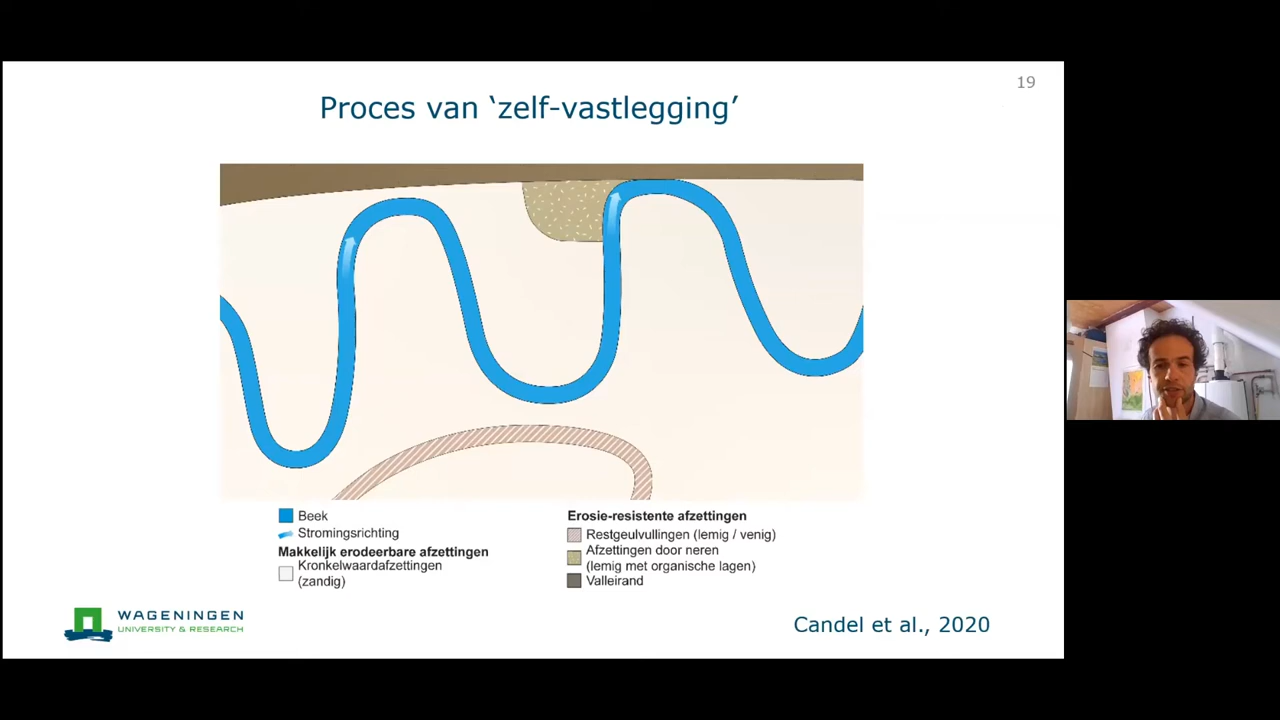 19
Proces van ‘zelf-vastlegging’
Beek
Stromingsrichting
Makkelijk erodeerbare afzettingen
Kronkelwaardafzettingen
(zandig)
Erosie-resistente afzettingen
Restgeulvullingen (lemig / venig)
Afzettingen door neren
(lemig met organische lagen)
Valleirand
WAGENINGEN
UNIVERSITY & RESEARCH
Candel et al., 2020